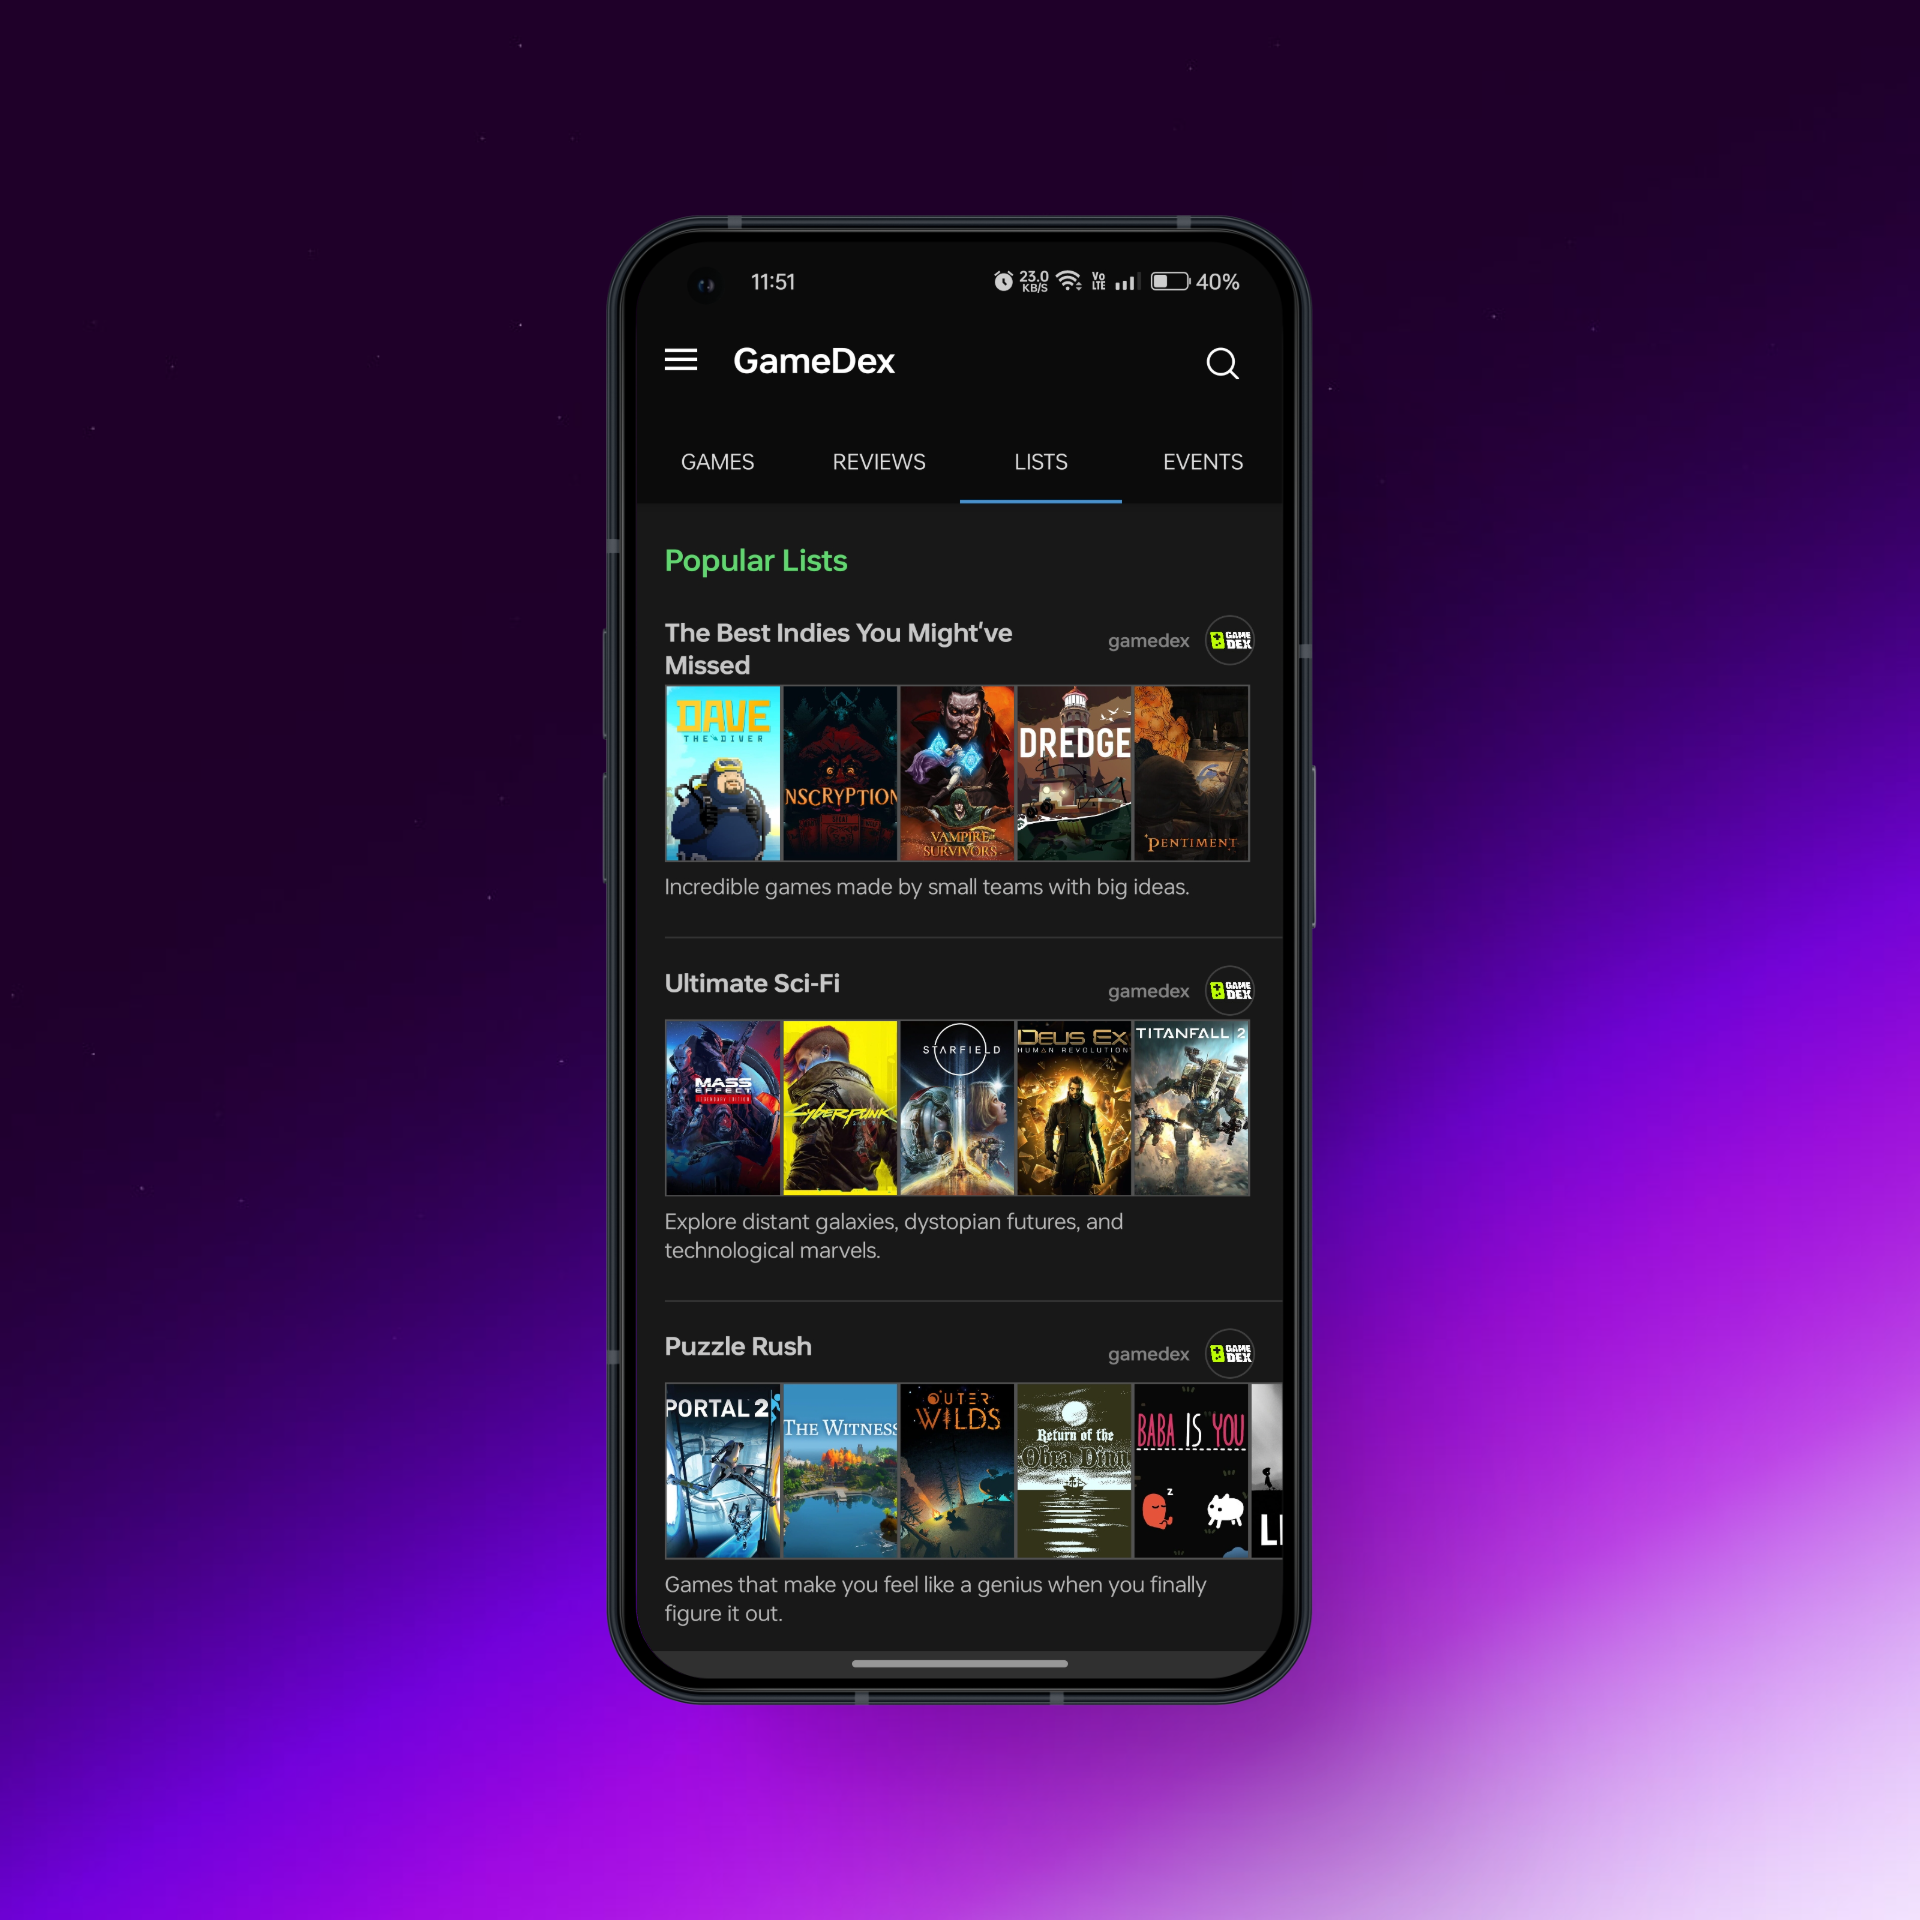 11:51
23.0 KB/S
Vo LTE
40%
GameDex
GAMES REVIEWS LISTS EVENTS
Popular Lists
The Best Indies You Might've
Missed
gamedex
GAME
DEX
DAVE
THE DIVER
NSCRYPTION
VAMPIRE
SURVIVORS
DREDGE
PENTIMENT
Incredible games made by small teams with big ideas.
Ultimate Sci-Fi
gamedex
GAME
DEX
MASS
EFFECT
LEGENDARY EDITION
CYBERPUNK
STARFIELD
DEUS EX
HUMAN REVOLUTION
TITANFALL 2
Explore distant galaxies, dystopian futures, and
technological marvels.
Puzzle Rush
gamedex
GAME
DEX
PORTAL 2
THE WITNESS
OUTER
WILDS
Return of the
Obra Dinn
BABA IS YOU
z
LI
Games that make you feel like a genius when you finally
figure it out.